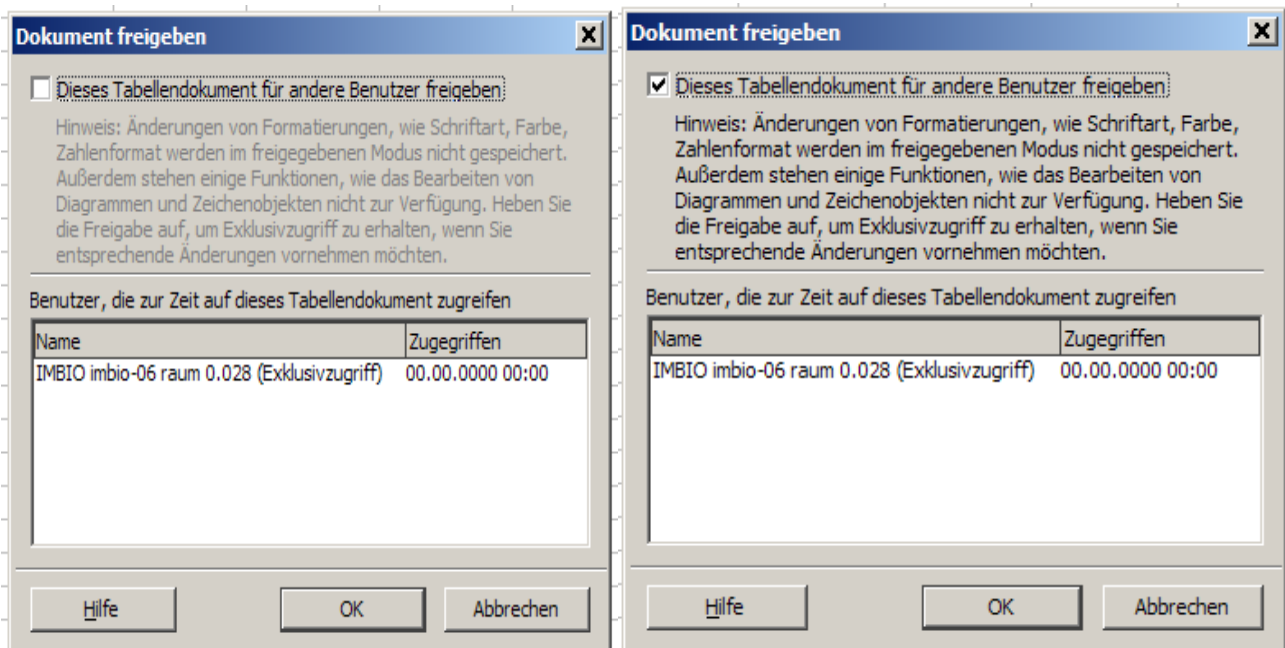 Dokument freigeben
Dieses Tabellendokument für andere Benutzer freigeben
Hinweis: Änderungen von Formatierungen, wie Schriftart, Farbe,
Zahlenformat werden im freigegebenen Modus nicht gespeichert.
Außerdem stehen einige Funktionen, wie das Bearbeiten von
Diagrammen und Zeichenobjekten nicht zur Verfügung. Heben Sie
die Freigabe auf, um Exklusivzugriff zu erhalten, wenn Sie
entsprechende Änderungen vornehmen möchten.
Benutzer, die zur Zeit auf dieses Tabellendokument zugreifen
Name Zugegriffen
IMBIO imbio-06 raum 0.028 (Exklusivzugriff) 00.00.0000 00:00
Hilfe OK Abbrechen
Dokument freigeben
Dieses Tabellendokument für andere Benutzer freigeben
Hinweis: Änderungen von Formatierungen, wie Schriftart, Farbe,
Zahlenformat werden im freigegebenen Modus nicht gespeichert.
Außerdem stehen einige Funktionen, wie das Bearbeiten von
Diagrammen und Zeichenobjekten nicht zur Verfügung. Heben Sie
die Freigabe auf, um Exklusivzugriff zu erhalten, wenn Sie
entsprechende Änderungen vornehmen möchten.
Benutzer, die zur Zeit auf dieses Tabellendokument zugreifen
Name Zugegriffen
IMBIO imbio-06 raum 0.028 (Exklusivzugriff) 00.00.0000 00:00
Hilfe OK Abbrechen